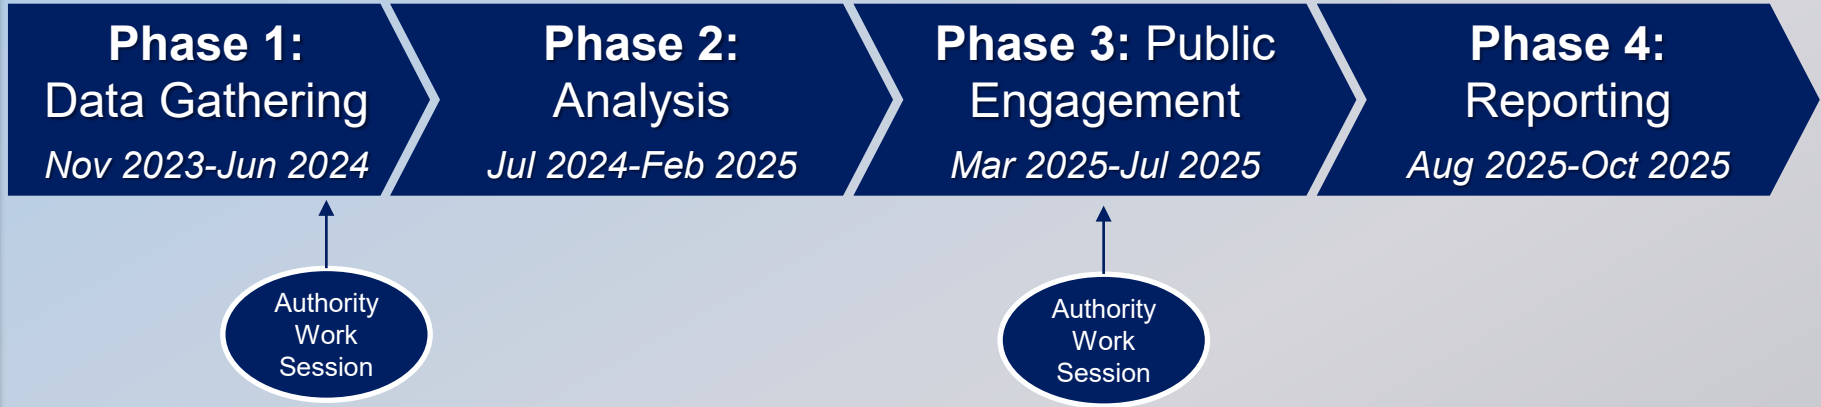 Phase 1:
Data Gathering
Nov 2023-Jun 2024
Phase 2:
Analysis
Jul 2024-Feb 2025
Phase 3: Public
Engagement
Mar 2025-Jul 2025
Phase 4:
Reporting
Aug 2025-Oct 2025
Authority
Work
Session
Authority
Work
Session